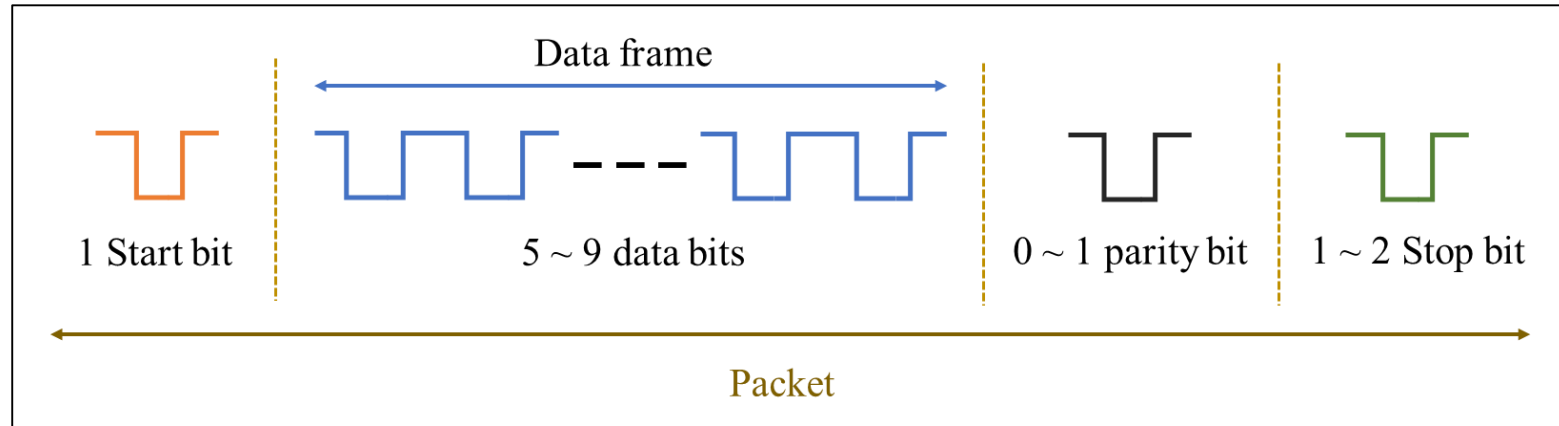 Data frame
1 Start bit
5 ~ 9 data bits
0 ~ 1 parity bit
1 ~ 2 Stop bit
Packet